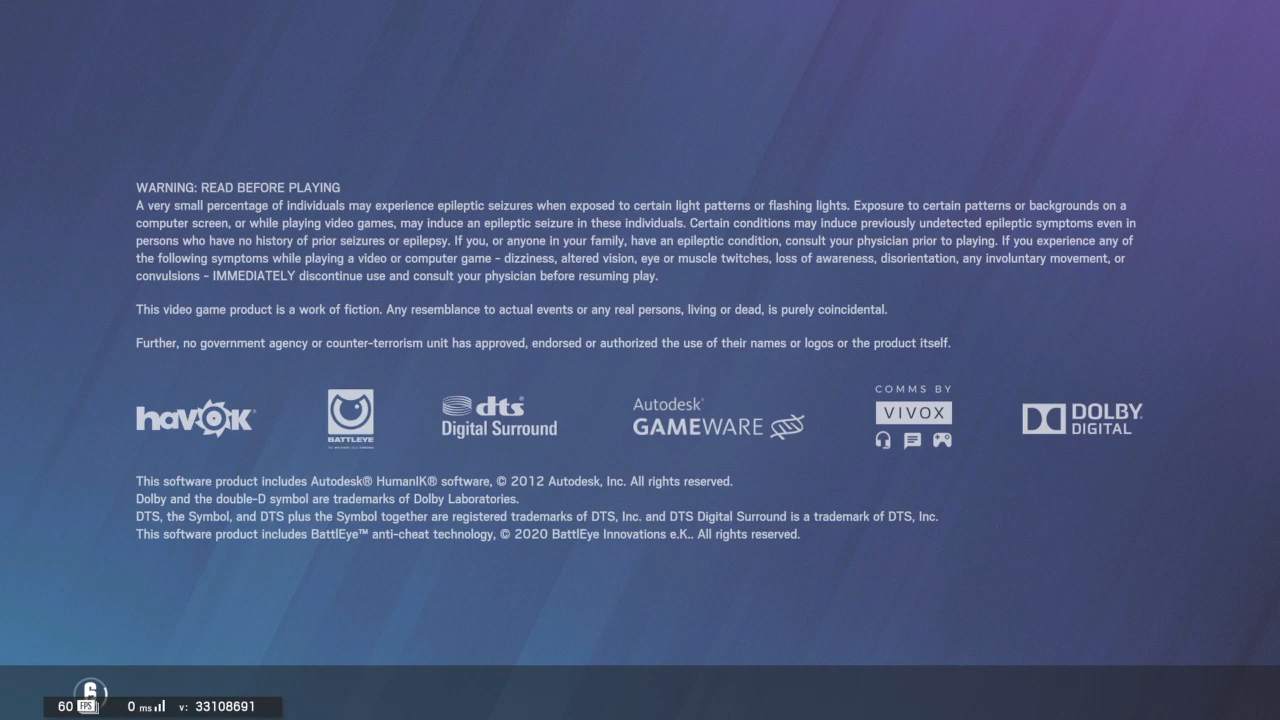 WARNING: READ BEFORE PLAYING
A very small percentage of individuals may experience epileptic seizures when exposed to certain light patterns or flashing lights. Exposure to certain patterns or backgrounds on a
computer screen, or while playing video games, may induce an epileptic seizure in these individuals. Certain conditions may induce previously undetected epileptic symptoms even in
persons who have no history of prior seizures or epilepsy. If you, or anyone in your family, have an epileptic condition, consult your physician prior to playing. If you experience any of
the following symptoms while playing a video or computer game - dizziness, altered vision, eye or muscle twitches, loss of awareness, disorientation, any involuntary movement, or
convulsions - IMMEDIATELY discontinue use and consult your physician before resuming play.
This video game product is a work of fiction. Any resemblance to actual events or any real persons, living or dead, is purely coincidental.
Further, no government agency or counter-terrorism unit has approved, endorsed or authorized the use of their names or logos or the product itself.
havok
BATTLEYE
dts
Digital Surround
Autodesk®
GAMEWARE
COMMS BY
VIVOX
DOLBY
DIGITAL
This software product includes Autodesk® HumanIK® software, © 2012 Autodesk, Inc. All rights reserved.
Dolby and the double-D symbol are trademarks of Dolby Laboratories.
DTS, the Symbol, and DTS plus the Symbol together are registered trademarks of DTS, Inc. and DTS Digital Surround is a trademark of DTS, Inc.
This software product includes BattlEye™ anti-cheat technology, © 2020 BattlEye Innovations e.K.. All rights reserved.
6
60 FPS 0 ms v: 33108691